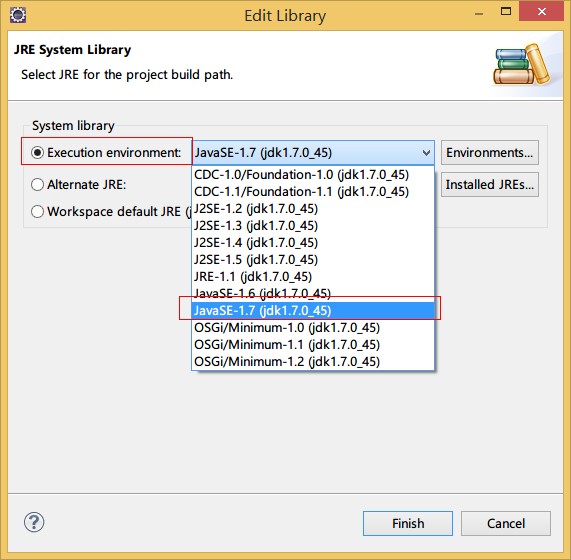 Edit Library
JRE System Library
Select JRE for the project build path.
System library
Execution environment: JavaSE-1.7 (jdk1.7.0_45) Environments...
Alternate JRE: Installed JREs...
Workspace default JRE (j
CDC-1.0/Foundation-1.0 (jdk1.7.0_45)
CDC-1.1/Foundation-1.1 (jdk1.7.0_45)
J2SE-1.2 (jdk1.7.0_45)
J2SE-1.3 (jdk1.7.0_45)
J2SE-1.4 (jdk1.7.0_45)
J2SE-1.5 (jdk1.7.0_45)
JRE-1.1 (jdk1.7.0_45)
JavaSE-1.6 (jdk1.7.0_45)
JavaSE-1.7 (jdk1.7.0_45)
OSGi/Minimum-1.0 (jdk1.7.0_45)
OSGi/Minimum-1.1 (jdk1.7.0_45)
OSGi/Minimum-1.2 (jdk1.7.0_45)
? Finish Cancel